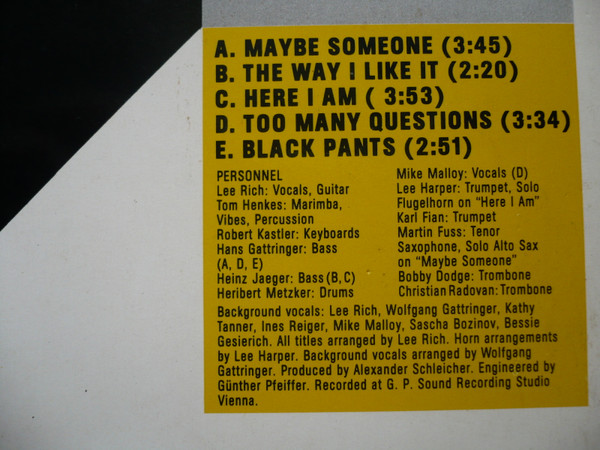 A. MAYBE SOMEONE (3:45)
B. THE WAY I LIKE IT (2:20)
C. HERE I AM ( 3:53)
D. TOO MANY QUESTIONS (3:34)
E. BLACK PANTS (2:51)
PERSONNEL
Lee Rich: Vocals, Guitar
Tom Henkes: Marimba,
Vibes, Percussion
Robert Kastler: Keyboards
Hans Gattringer: Bass
(A, D, E)
Heinz Jaeger: Bass (B, C)
Heribert Metzker: Drums
Mike Malloy: Vocals (D)
Lee Harper: Trumpet, Solo
Flugelhorn on "Here I Am"
Karl Fian: Trumpet
Martin Fuss: Tenor
Saxophone, Solo Alto Sax
on "Maybe Someone"
Bobby Dodge: Trombone
Christian Radovan: Trombone
Background vocals: Lee Rich, Wolfgang Gattringer, Kathy
Tanner, Ines Reiger, Mike Malloy, Sascha Bozinov, Bessie
Gesierich. All titles arranged by Lee Rich. Horn arrangements
by Lee Harper. Background vocals arranged by Wolfgang
Gattringer. Produced by Alexander Schleicher. Engineered by
Günther Pfeiffer. Recorded at G. P. Sound Recording Studio
Vienna.